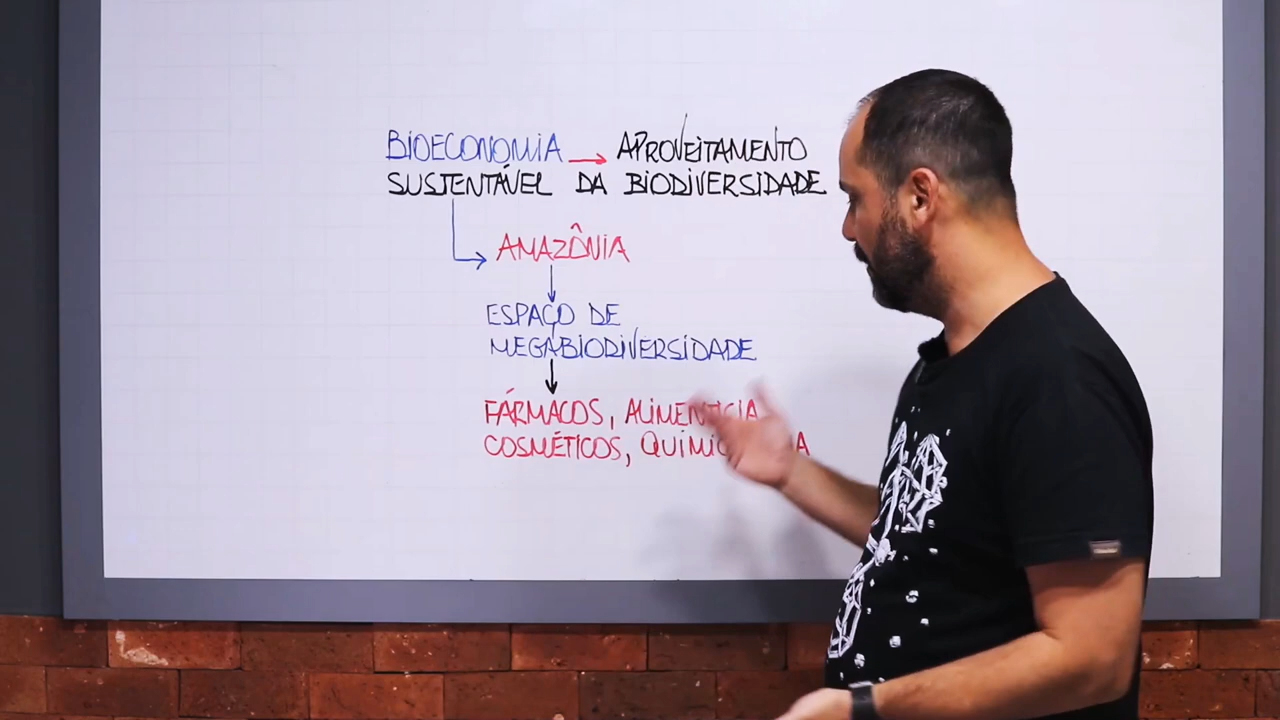 BIOECONOMIA → APROVEITAMENTO
SUSTENTÁVEL DA BIODIVERSIDADE
AMAZÔNIA
ESPAÇO DE
MEGABIODIVERSIDADE
FÁRMACOS,
COSMÉTICOS,